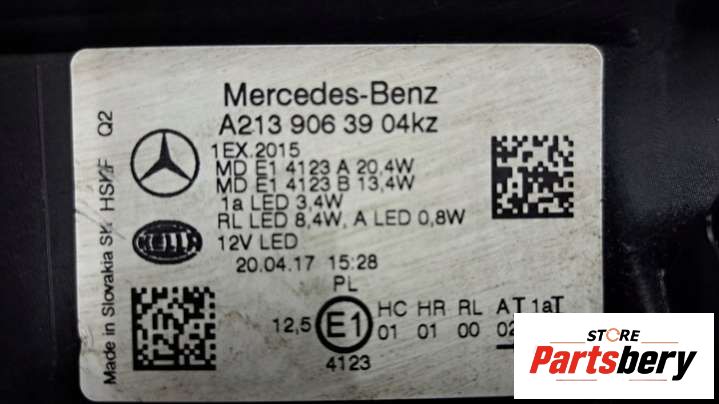 Mercedes-Benz
A213 906 39 04kz
1EX.2015
MD E1 4123 A 20,4W
MD E1 4123 B 13,4W
1a LED 3,4W
RL LED 8,4W, A LED 0,8W
12V LED
20.04.17 15:28
PL
12,5 E1 HC HR RL AT 1aT
01 01 00
4123
HELLA
Made in Slovakia Q2
STORE
Partsbery